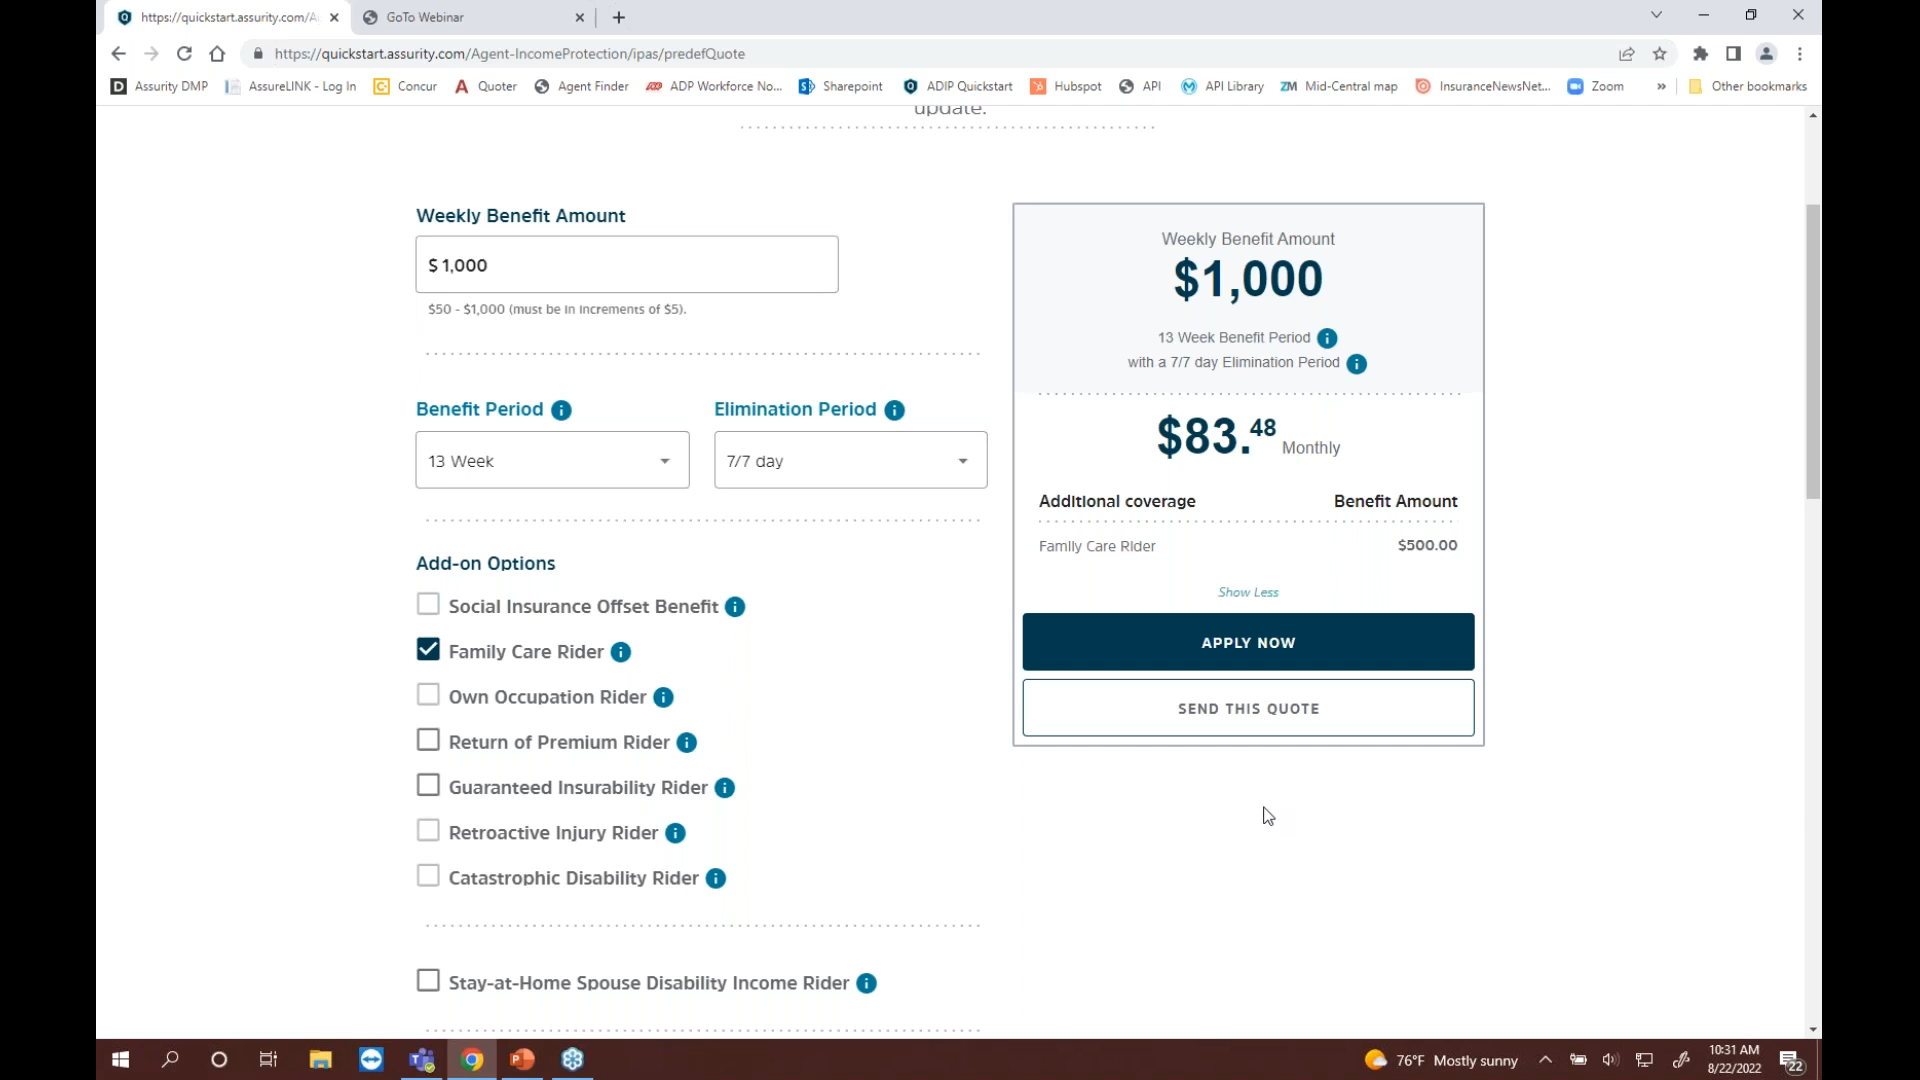 https://quickstart.assurity.com/A
GoTo Webinar
https://quickstart.assurity.com/Agent-IncomeProtection/ipas/predefQuote
Assurity DMP
AssureLINK - Log In
Concur
Quoter
Agent Finder
ADP Workforce No...
Sharepoint
ADIP Quickstart
Hubspot
API
API Library
ZM Mid-Central map
InsuranceNewsNet...
Zoom
»
Other bookmarks
update.
Weekly Benefit Amount
$ 1,000
$50 - $1,000 (must be in increments of $5).
Benefit Period
Elimination Period
13 Week
7/7 day
Add-on Options
Social Insurance Offset Benefit
Family Care Rider
Own Occupation Rider
Return of Premium Rider
Guaranteed Insurability Rider
Retroactive Injury Rider
Catastrophic Disability Rider
Stay-at-Home Spouse Disability Income Rider
Weekly Benefit Amount
$1,000
13 Week Benefit Period
with a 7/7 day Elimination Period
$83.48 Monthly
Additional coverage
Benefit Amount
Family Care Rider
$500.00
Show Less
APPLY NOW
SEND THIS QUOTE
76°F Mostly sunny
10:31 AM
8/22/2022
22